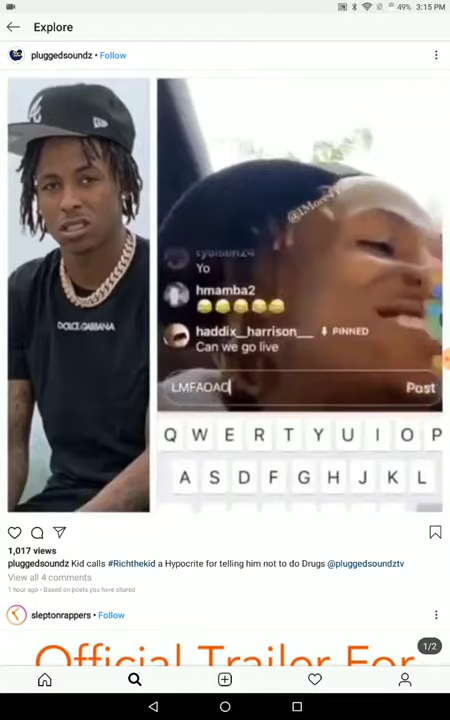 49% 3:15 PM
Explore
pluggedsoundz • Follow
DOLCE&GABBANA
Yo
hmamba2
haddix_harrison__ PINNED
Can we go live
LMFAOAO Post
Q W E R T Y U I O P
A S D F G H J K L
1,017 views
pluggedsoundz Kid calls #Richthekid a Hypocrite for telling him not to do Drugs @pluggedsoundztv
View all 4 comments
1 hour ago • Based on posts you have shared
sleptonrappers • Follow
1/2
Official Trailer For